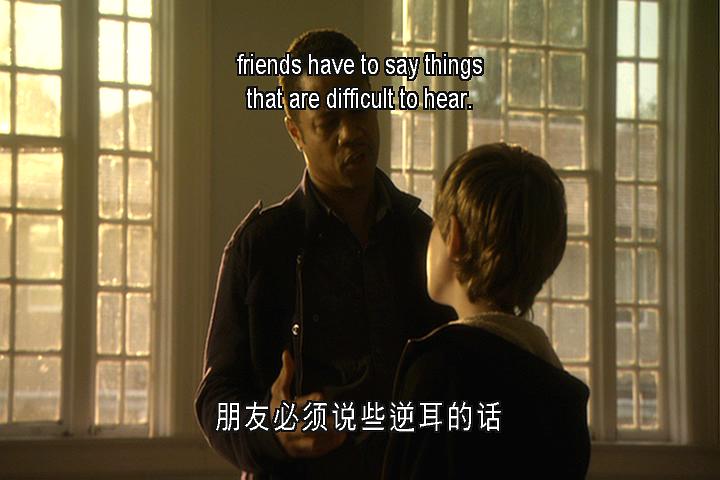 friends have to say things
that are difficult to hear.
朋友必须说些逆耳的话